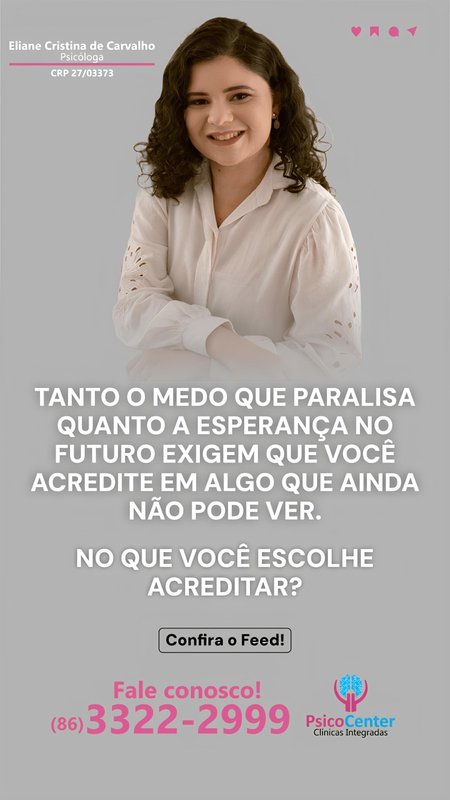 Eliane Cristina de Carvalho
Psicóloga
CRP 27/03373
TANTO O MEDO QUE PARALISA
QUANTO A ESPERANÇA NO
FUTURO EXIGEM QUE VOCÊ
ACREDITE EM ALGO QUE AINDA
NÃO PODE VER.
NO QUE VOCÊ ESCOLHE
ACREDITAR?
Confira o Feed!
Fale conosco!
(86) 3322-2999
PsicoCenter
Clínicas Integradas